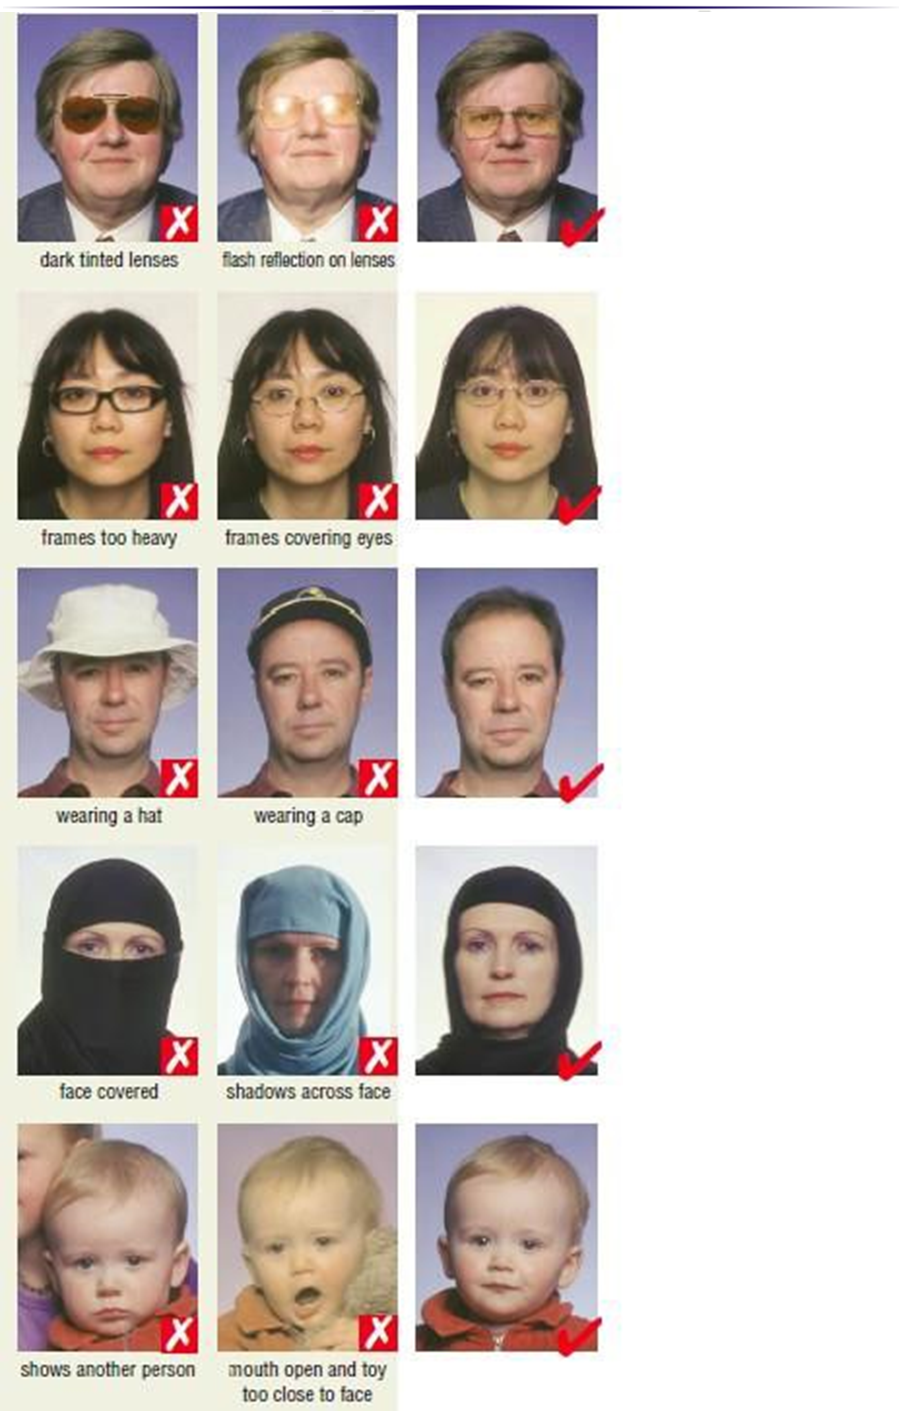 dark tinted lenses
flash reflection on lenses
frames too heavy
frames covering eyes
wearing a hat
wearing a cap
face covered
shadows across face
shows another person
mouth open and toy
too close to face